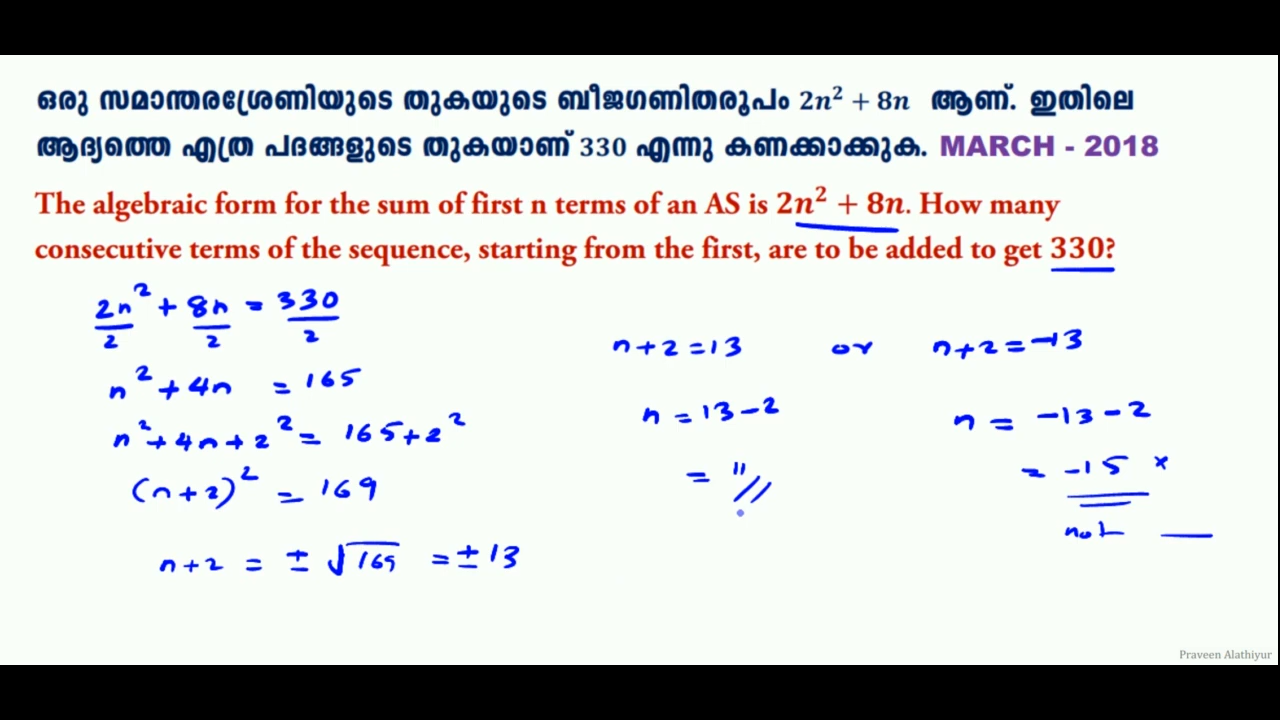 ഒരു സമാന്തരശ്രേണിയുടെ തുകയുടെ ബീജഗണിതരൂപം 2n² + 8n ആണ്. ഇതിലെ
ആദ്യത്തെ എത്ര പദങ്ങളുടെ തുകയാണ് 330 എന്നു കണക്കാക്കുക. MARCH - 2018
The algebraic form for the sum of first n terms of an AS is 2n² + 8n. How many
consecutive terms of the sequence, starting from the first, are to be added to get 330?
2n²/2 + 8n/2 = 330/2
n² + 4n = 165
n² + 4n + 2² = 165 + 2²
(n + 2)² = 169
n + 2 = ± √169 = ± 13
n + 2 = 13 or n + 2 = -13
n = 13 - 2
= 11 //
n = -13 - 2
= -15 ×
not
Praveen Alathiyur